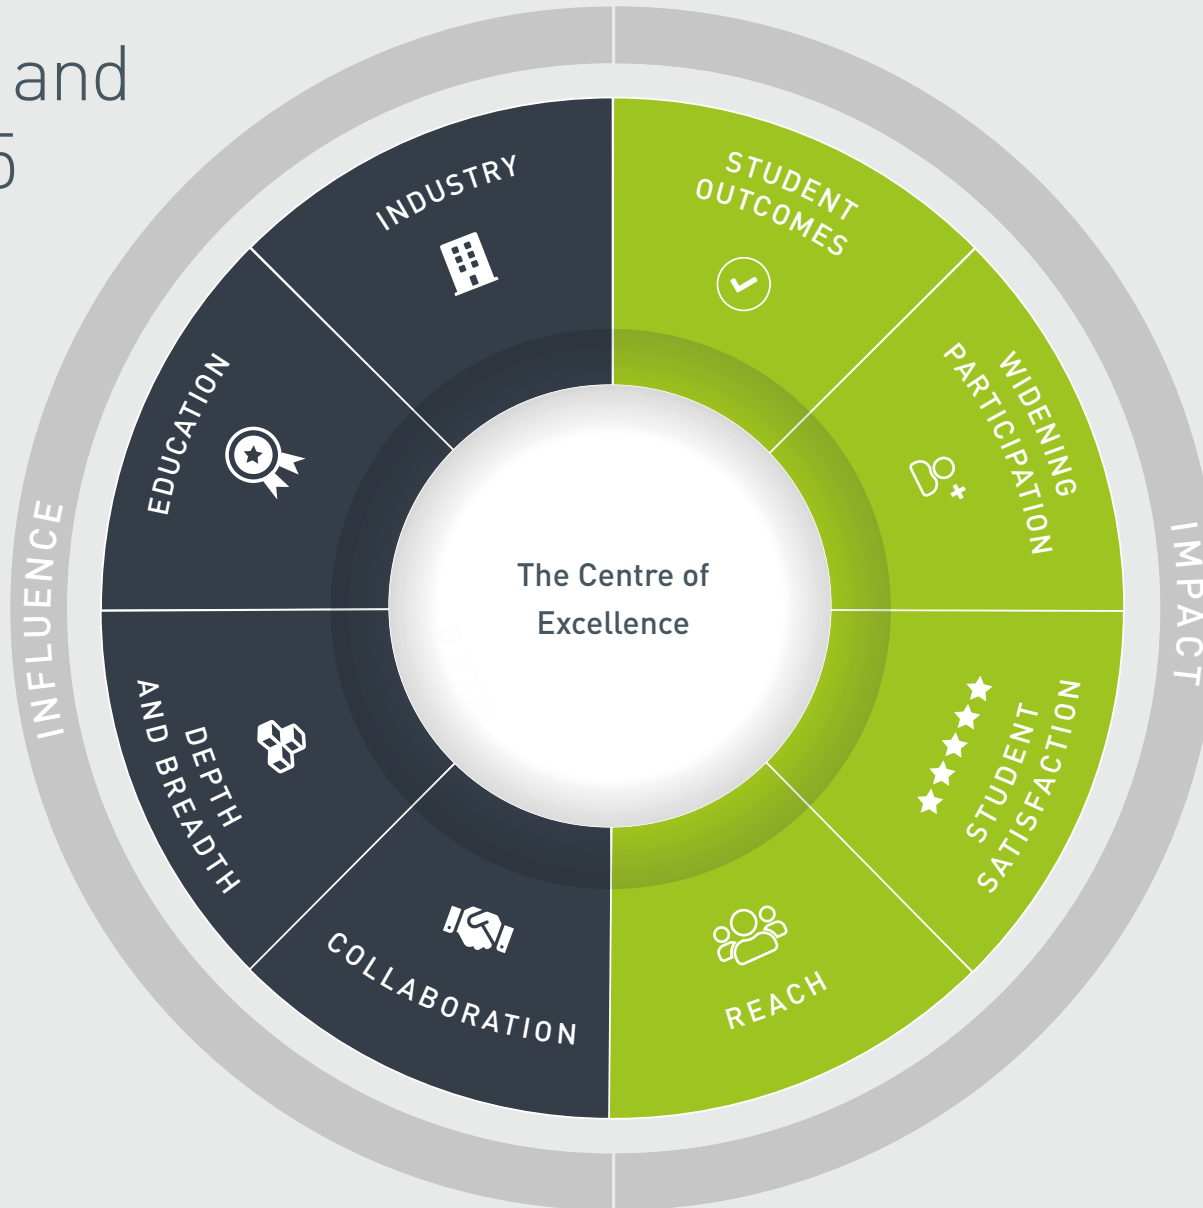 and
5
INDUSTRY
STUDENT
OUTCOMES
WIDENING
PARTICIPATION
STUDENT
SATISFACTION
REACH
COLLABORATION
DEPTH
AND BREADTH
EDUCATION
The Centre of
Excellence
INFLUENCE
IMPACT